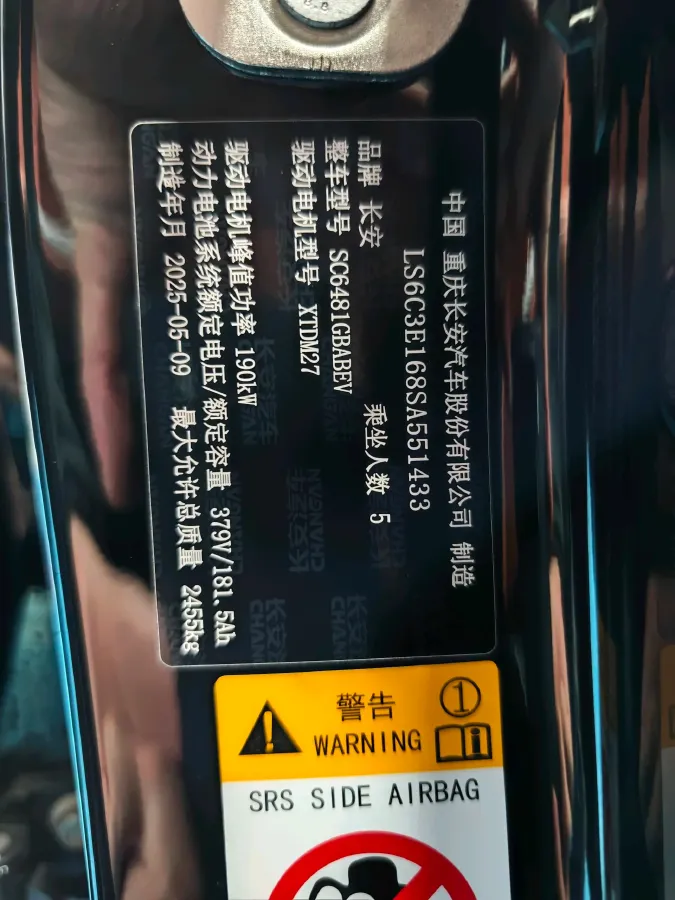 中国 重庆长安汽车股份有限公司 制造
LS6C3E168SA551433
品牌 长安 乘坐人数 5
整车型号 SC6481GBABEV
驱动电机型号 XTDM27
驱动电机峰值功率 190kW
动力电池系统额定电压/额定容量 379V/181.5Ah
制造年月 2025-05-09 最大允许总质量 2455kg
警告 ①
WARNING
SRS SIDE AIRBAG